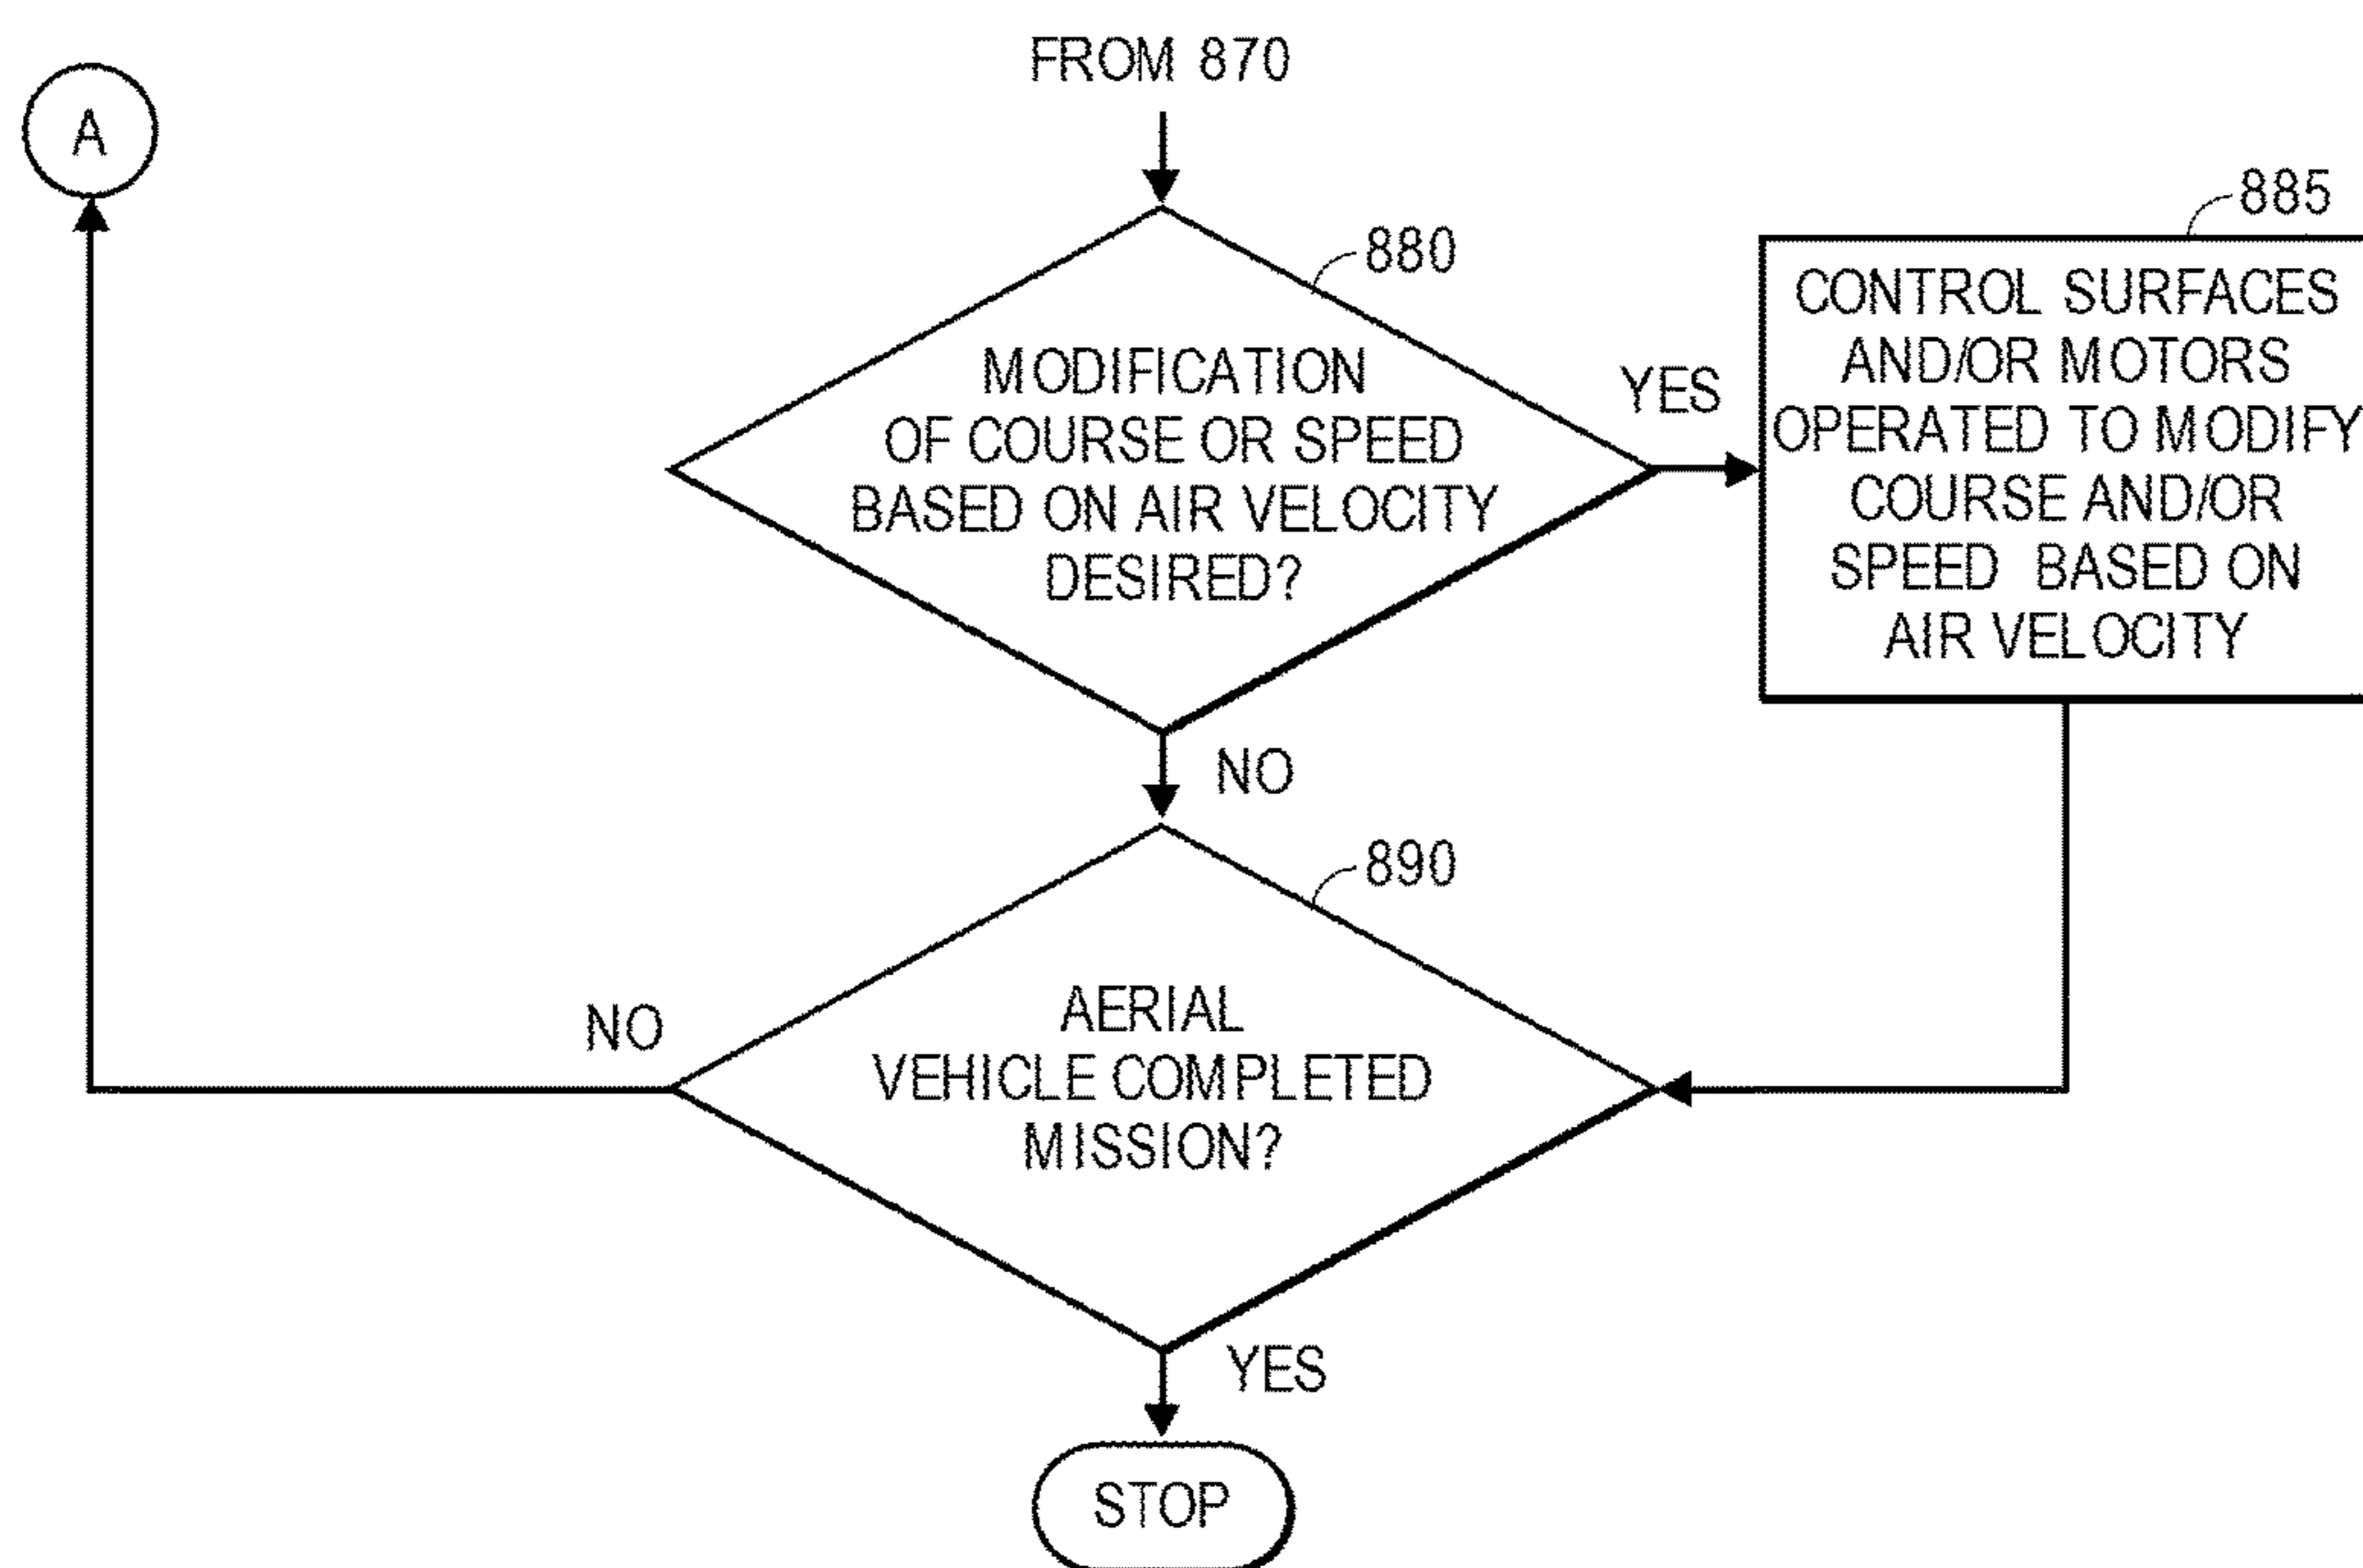 FROM 870
A
885
880
MODIFICATION
OF COURSE OR SPEED
BASED ON AIR VELOCITY
DESIRED?
YES
CONTROL SURFACES
AND/OR MOTORS
OPERATED TO MODIFY
COURSE AND/OR
SPEED BASED ON
AIR VELOCITY
NO
890
AERIAL
VEHICLE COMPLETED
MISSION?
NO
YES
STOP